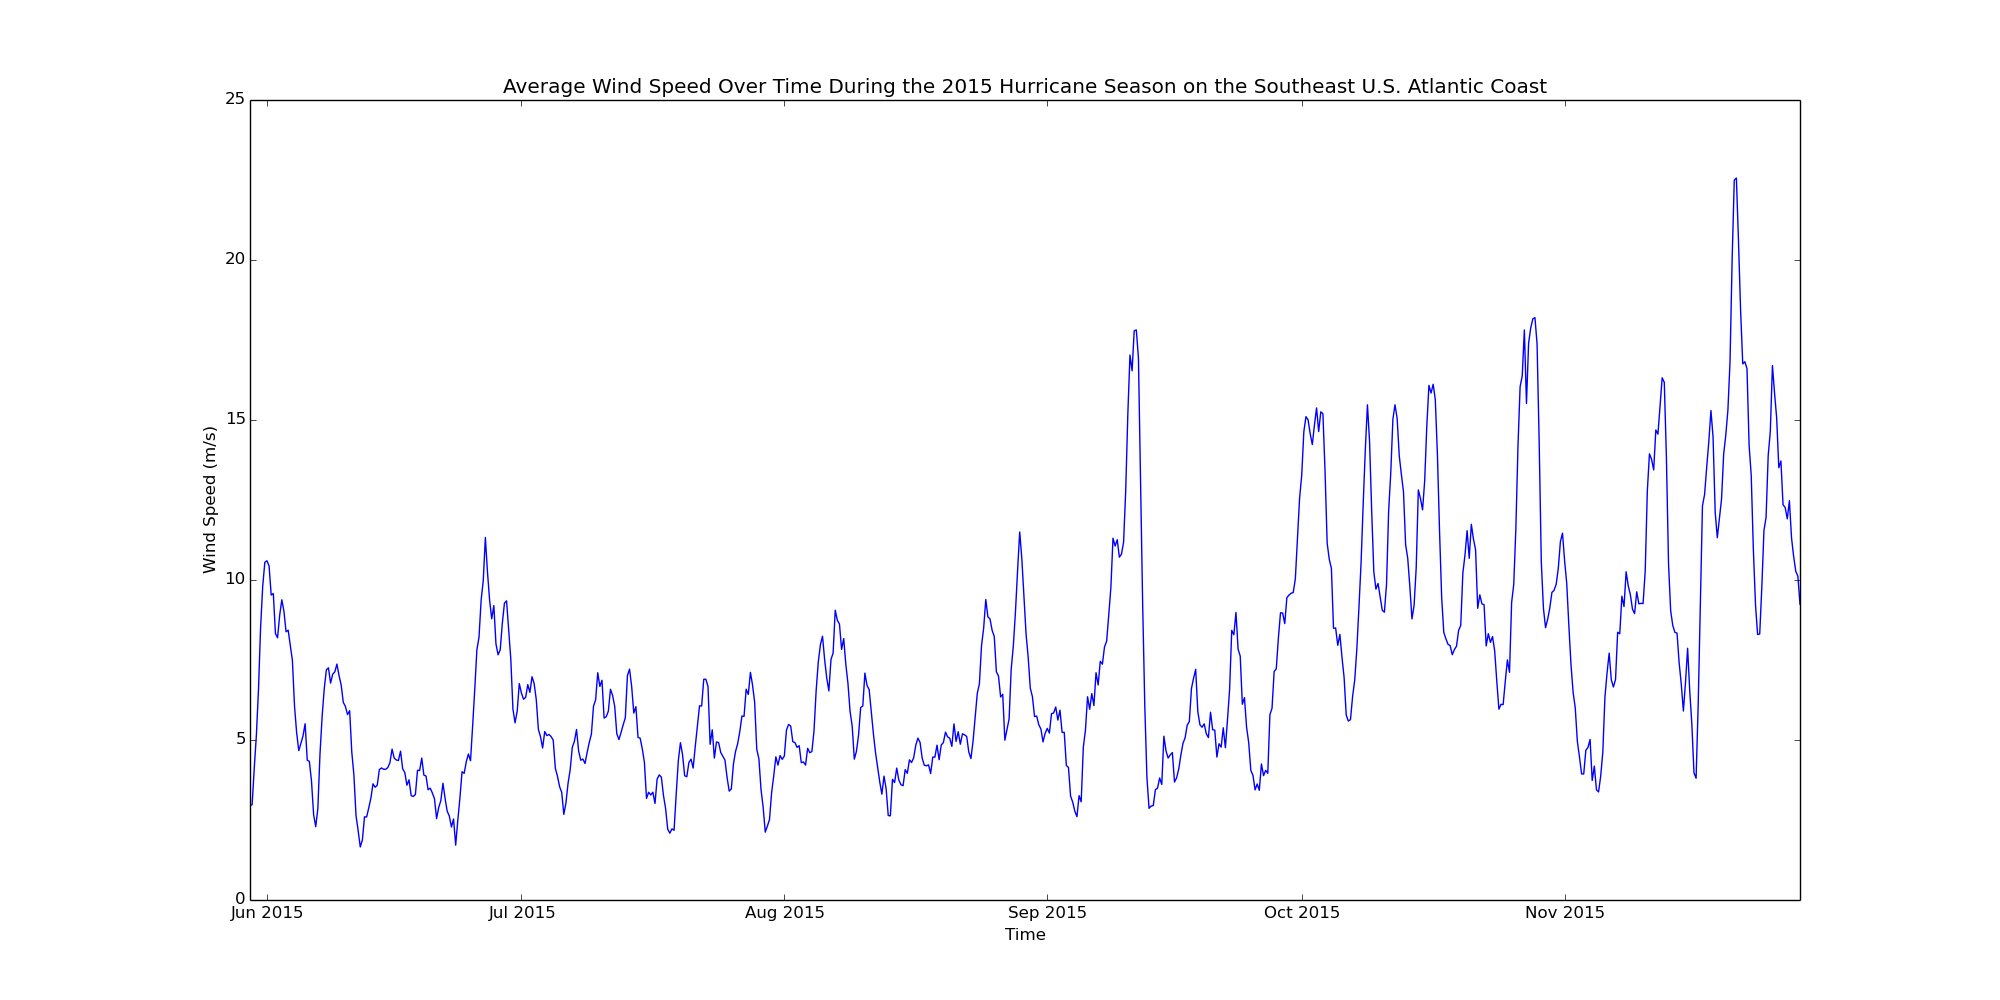 Average Wind Speed Over Time During the 2015 Hurricane Season on the Southeast U.S. Atlantic Coast
25
20
15
10
5
0
Wind Speed (m/s)
Jun 2015 Jul 2015 Aug 2015 Sep 2015 Oct 2015 Nov 2015
Time